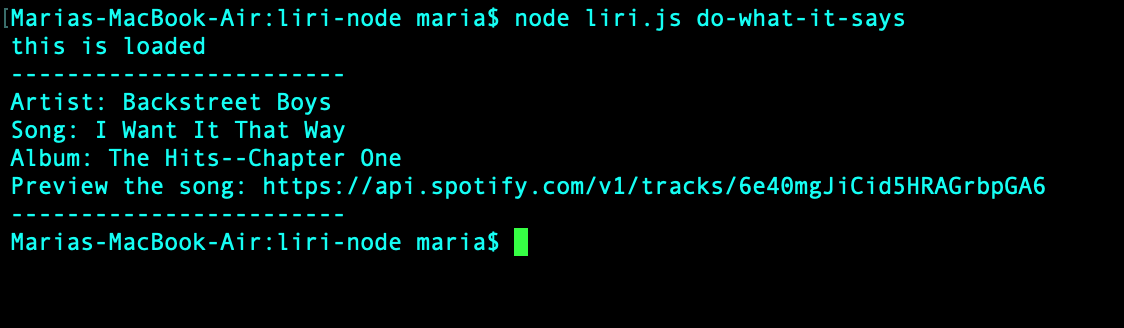 [Marias-MacBook-Air:liri-node maria$ node liri.js do-what-it-says
this is loaded
------------------------
Artist: Backstreet Boys
Song: I Want It That Way
Album: The Hits--Chapter One
Preview the song: https://api.spotify.com/v1/tracks/6e40mgJiCid5HRAGrbpGA6
------------------------
Marias-MacBook-Air:liri-node maria$